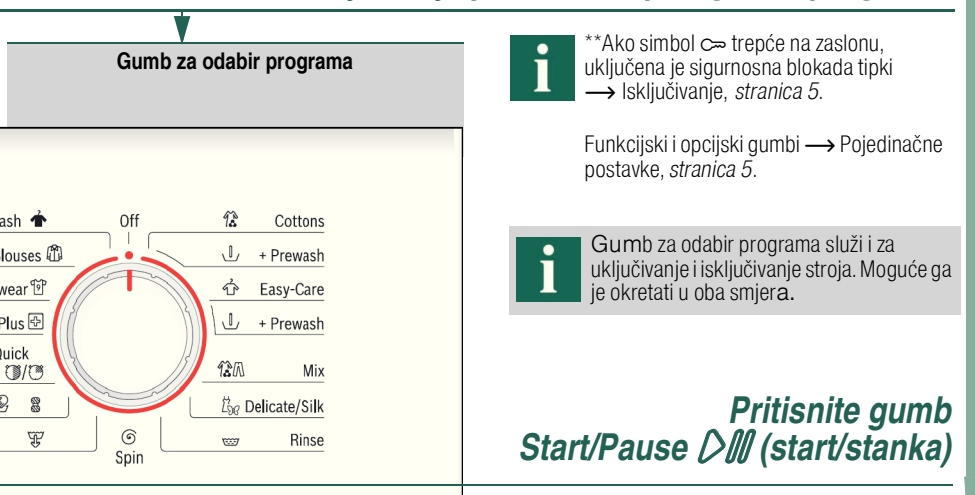 Gumb za odabir programa
Off
Cottons
+ Prewash
Easy-Care
+ Prewash
Mix
Delicate/Silk
Rinse
Spin
**Ako simbol trepće na zaslonu,
uključena je sigurnosna blokada tipki
⟶ Isključivanje, stranica 5.
Funkcijski i opcijski gumbi ⟶ Pojedinačne
postavke, stranica 5.
i
Gumb za odabir programa služi i za
uključivanje i isključivanje stroja. Moguće ga
je okretati u oba smjera.
i
Pritisnite gumb
Start/Pause (start/stanka)
Plus